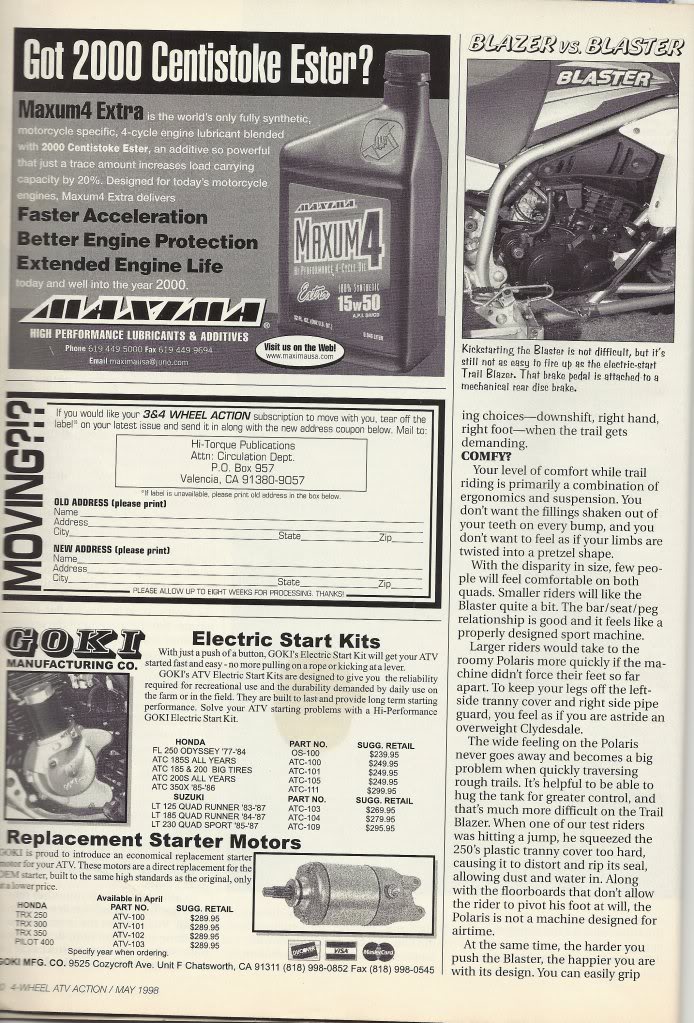 Got 2000 Centistoke Ester?
Maxum4 Extra is the world's only fully synthetic,
motorcycle specific, 4-cycle engine lubricant blended
with 2000 Centistoke Ester, an additive so powerful
that just a trace amount increases load carrying
capacity by 20%. Designed for today's motorcycle
engines, Maxum4 Extra delivers
Faster Acceleration
Better Engine Protection
Extended Engine Life
today and well into the year 2000.
MAXIMA®
HIGH PERFORMANCE LUBRICANTS & ADDITIVES
Phone 619 449 5000 Fax 619 449 9694
Email maximausa@juno.com
MAXIMA
MAXUM4
HI PERFORMANCE 4-CYCLE OIL
Extra
100% SYNTHETIC
15w50
Visit us on the Web!
www.maximausa.com
MOVING?!?
If you would like your 3&4 WHEEL ACTION subscription to move with you, tear off the
label* on your latest issue and send it in along with the new address coupon below. Mail to:
Hi-Torque Publications
Attn: Circulation Dept.
P.O. Box 957
Valencia, CA 91380-9057
*If label is unavailable, please print old address in the box below.
OLD ADDRESS (please print)
Name
Address
City State Zip
NEW ADDRESS (please print)
Name
Address
City State Zip
PLEASE ALLOW UP TO EIGHT WEEKS FOR PROCESSING. THANKS!
GOKI
MANUFACTURING CO.
Electric Start Kits
With just a push of a button, GOKI's Electric Start Kit will get your ATV
started fast and easy - no more pulling on a rope or kicking at a lever.
GOKI's ATV Electric Start Kits are designed to give you the reliability
required for recreational use and the durability demanded by daily use on
the farm or in the field. They are built to last and provide long term starting
performance. Solve your ATV starting problems with a Hi-Performance
GOKI Electric Start Kit.
HONDA PART NO. SUGG. RETAIL
FL 250 ODYSSEY '77-'84 OS-100 $239.95
ATC 185S ALL YEARS ATC-100 $249.95
ATC 185 & 200 BIG TIRES ATC-101 $249.95
ATC 200S ALL YEARS ATC-105 $249.95
ATC 350X '85-'86 ATC-111 $299.95
SUZUKI PART NO. SUGG. RETAIL
LT 125 QUAD RUNNER '83-'87 ATC-103 $269.95
LT 185 QUAD RUNNER '84-'87 ATC-104 $279.95
LT 230 QUAD SPORT '85-'87 ATC-109 $295.95
Replacement Starter Motors
GOKI is proud to introduce an economical replacement starter
motor for your ATV. These motors are a direct replacement for the
OEM starter, built to the same high standards as the original, only
at a lower price.
Available in April
HONDA PART NO. SUGG. RETAIL
TRX 250 ATV-100 $289.95
TRX 300 ATV-101 $289.95
TRX 350 ATV-102 $289.95
PILOT 400 ATV-103 $289.95
Specify year when ordering.
DISCOVER VISA MasterCard
GOKI MFG. CO. 9525 Cozycroft Ave. Unit F Chatsworth, CA 91311 (818) 998-0852 Fax (818) 998-0545
4-WHEEL ATV ACTION / MAY 1998
BLAZER vs. BLASTER
BLASTER
Kickstarting the Blaster is not difficult, but it's
still not as easy to fire up as the electric-start
Trail Blazer. That brake pedal is attached to a
mechanical rear disc brake.
ing choices—downshift, right hand,
right foot—when the trail gets
demanding.
COMFY?
Your level of comfort while trail
riding is primarily a combination of
ergonomics and suspension. You
don't want the fillings shaken out of
your teeth on every bump, and you
don't want to feel as if your limbs are
twisted into a pretzel shape.
With the disparity in size, few peo-
ple will feel comfortable on both
quads. Smaller riders will like the
Blaster quite a bit. The bar/seat/peg
relationship is good and it feels like a
properly designed sport machine.
Larger riders would take to the
roomy Polaris more quickly if the ma-
chine didn't force their feet so far
apart. To keep your legs off the left-
side tranny cover and right side pipe
guard, you feel as if you are astride an
overweight Clydesdale.
The wide feeling on the Polaris
never goes away and becomes a big
problem when quickly traversing
rough trails. It's helpful to be able to
hug the tank for greater control, and
that's much more difficult on the Trail
Blazer. When one of our test riders
was hitting a jump, he squeezed the
250's plastic tranny cover too hard,
causing it to distort and rip its seal,
allowing dust and water in. Along
with the floorboards that don't allow
the rider to pivot his foot at will, the
Polaris is not a machine designed for
airtime.
At the same time, the harder you
push the Blaster, the happier you are
with its design. You can easily grip